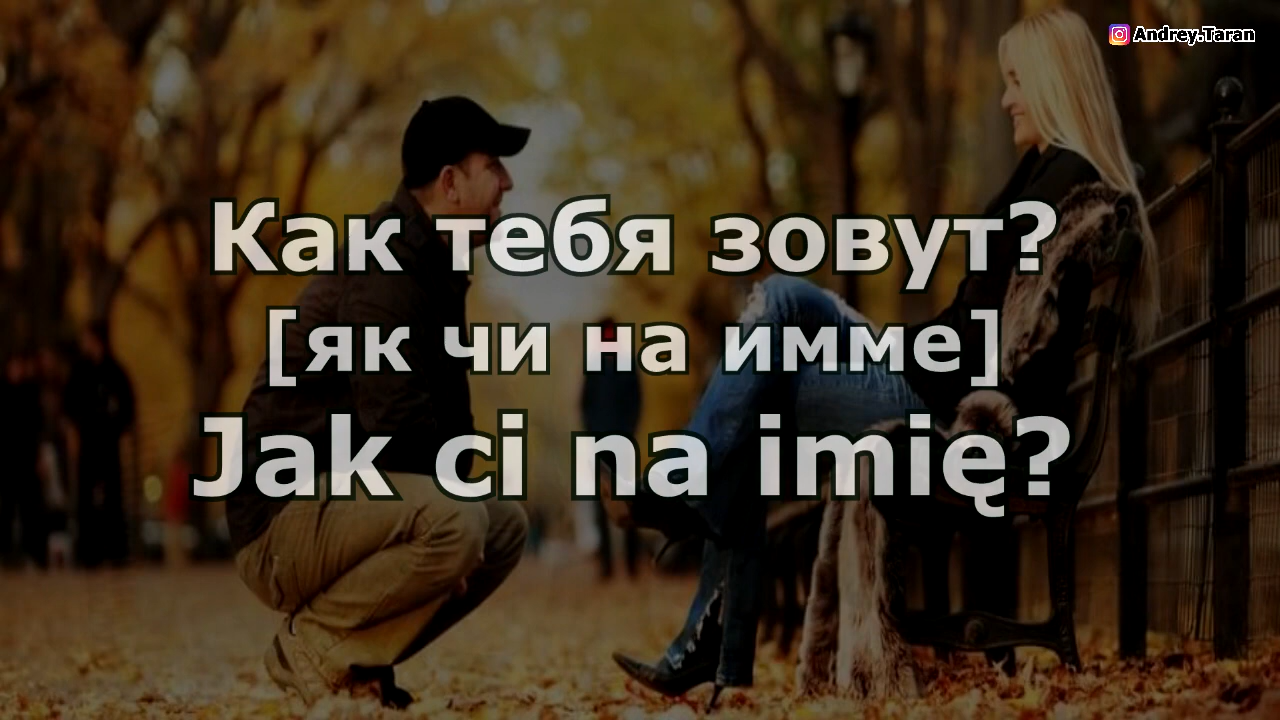 Andrey.Taran
Как тебя зовут?
[як чи на имме]
Jak ci na imię?